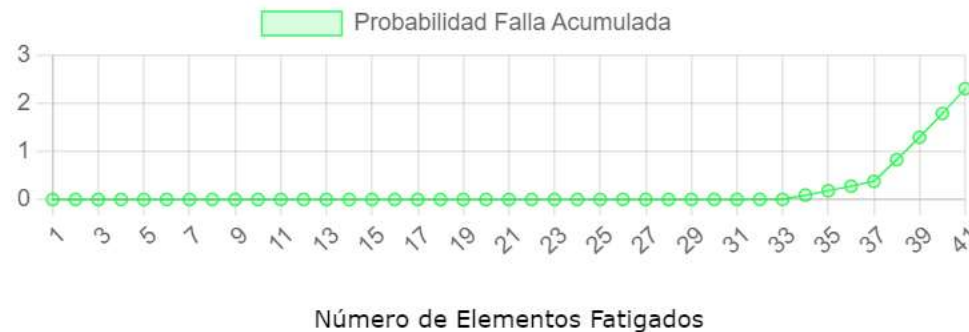 Probabilidad Falla Acumulada
3
2
1
0
1 3 5 7 9 11 13 15 17 19 21 23 25 27 29 31 33 35 37 39 41
Número de Elementos Fatigados